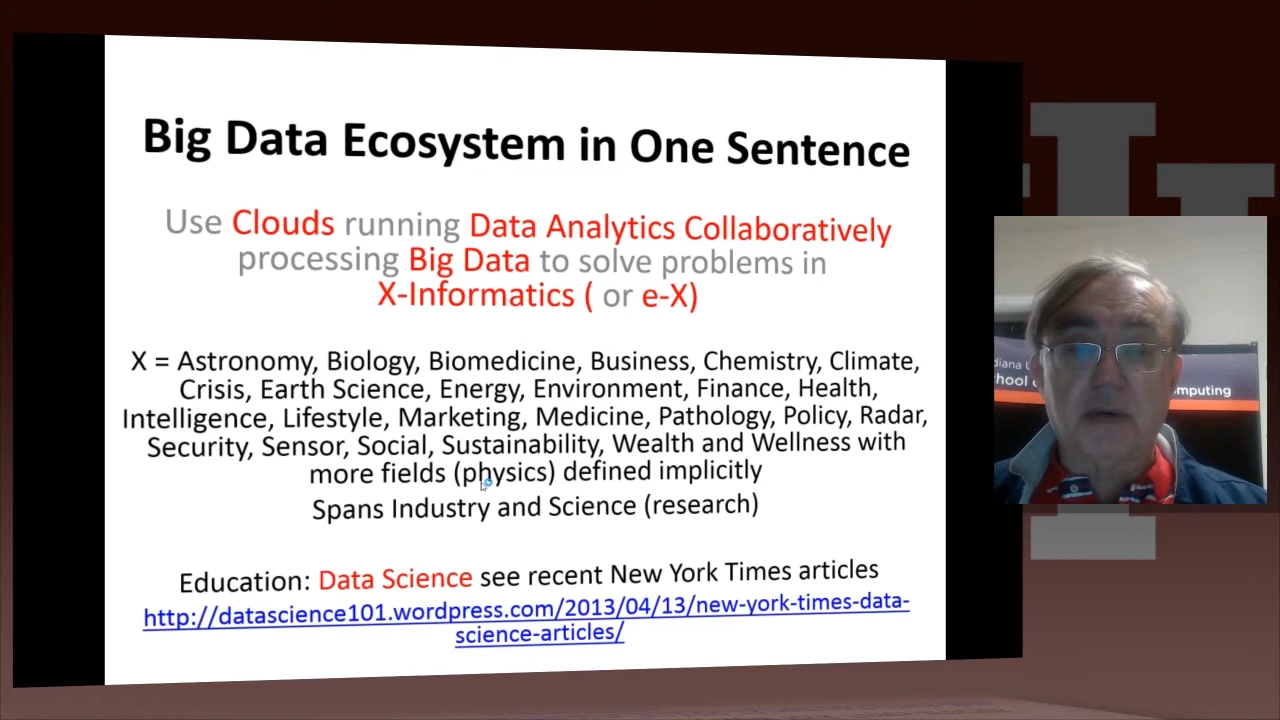 Big Data Ecosystem in One Sentence
Use Clouds running Data Analytics Collaboratively
processing Big Data to solve problems in
X-Informatics ( or e-X)
X = Astronomy, Biology, Biomedicine, Business, Chemistry, Climate,
Crisis, Earth Science, Energy, Environment, Finance, Health,
Intelligence, Lifestyle, Marketing, Medicine, Pathology, Policy, Radar,
Security, Sensor, Social, Sustainability, Wealth and Wellness with
more fields (physics) defined implicitly
Spans Industry and Science (research)
Education: Data Science see recent New York Times articles
http://datascience101.wordpress.com/2013/04/13/new-york-times-data-
science-articles/
diana U
hool o mputing